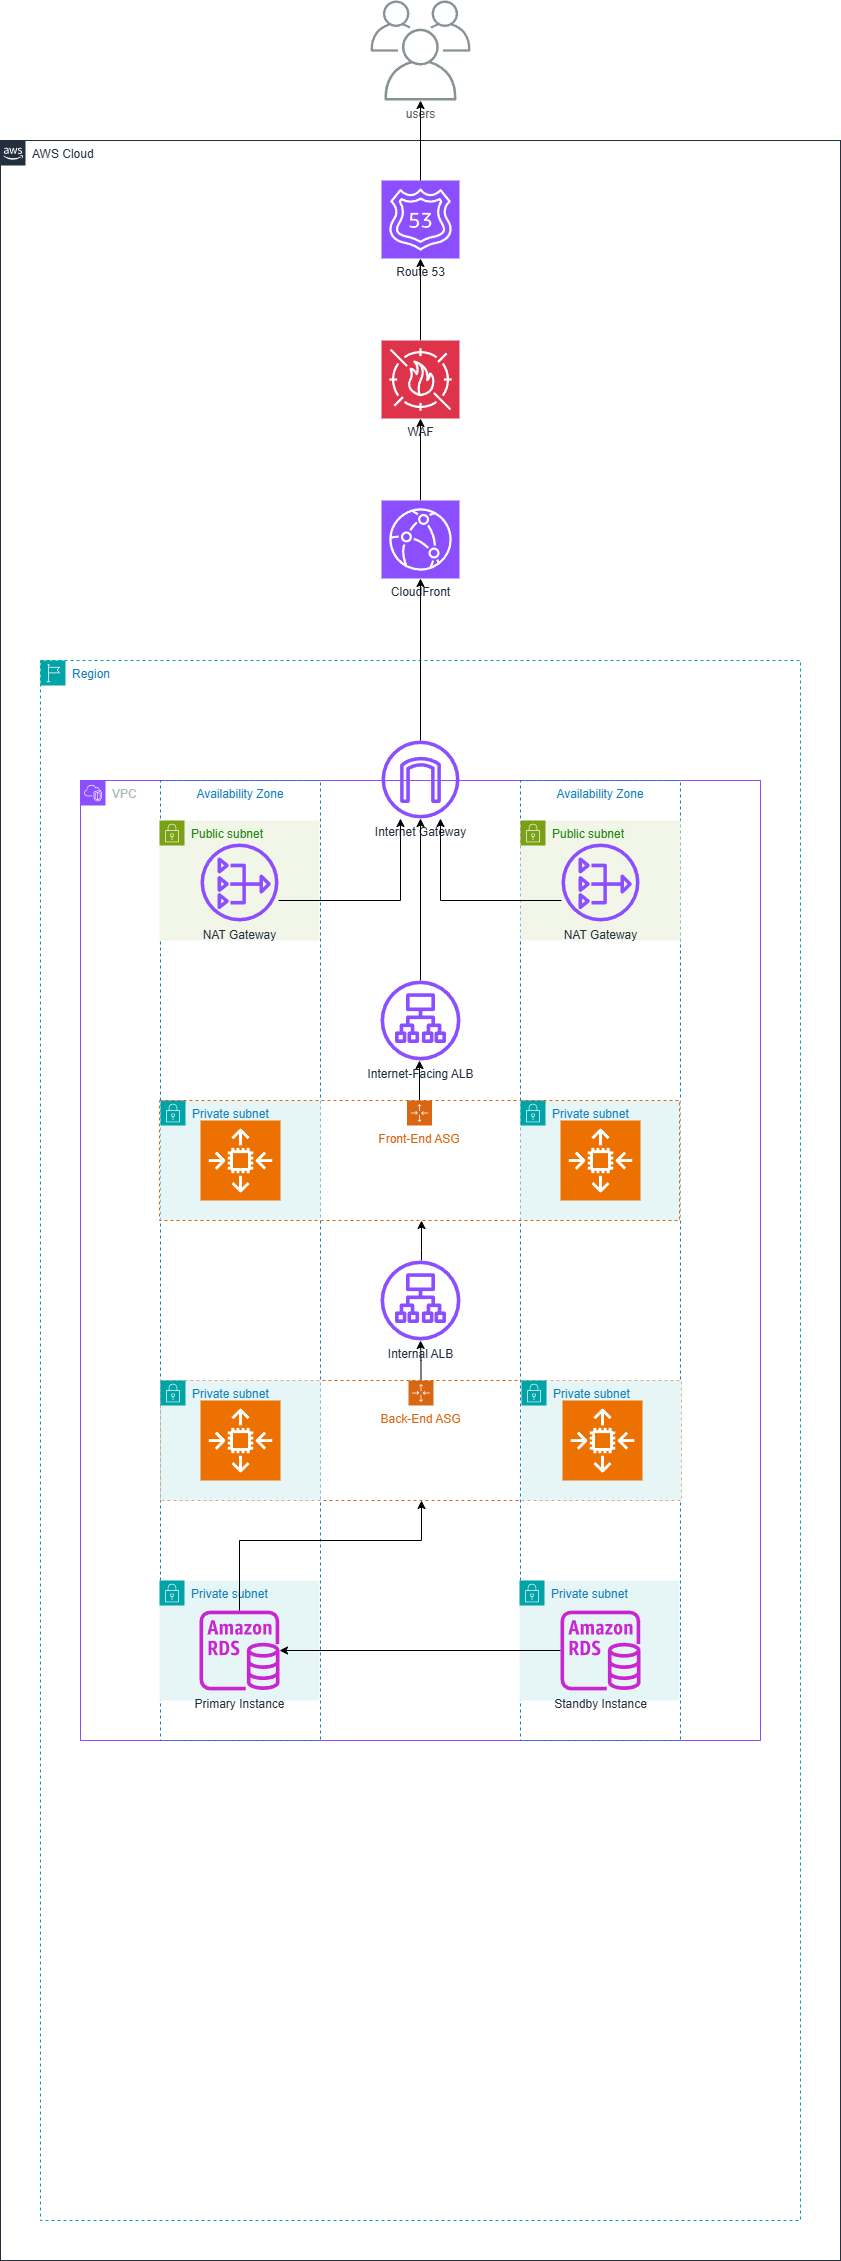 users
aws
AWS Cloud
53
Route 53
WAF
CloudFront
Region
VPC
Availability Zone
Availability Zone
Internet Gateway
Public subnet
Public subnet
NAT Gateway
NAT Gateway
Internet-Facing ALB
Private subnet
Private subnet
Front-End ASG
Internal ALB
Private subnet
Private subnet
Back-End ASG
Private subnet
Private subnet
Amazon
RDS
Amazon
RDS
Primary Instance
Standby Instance